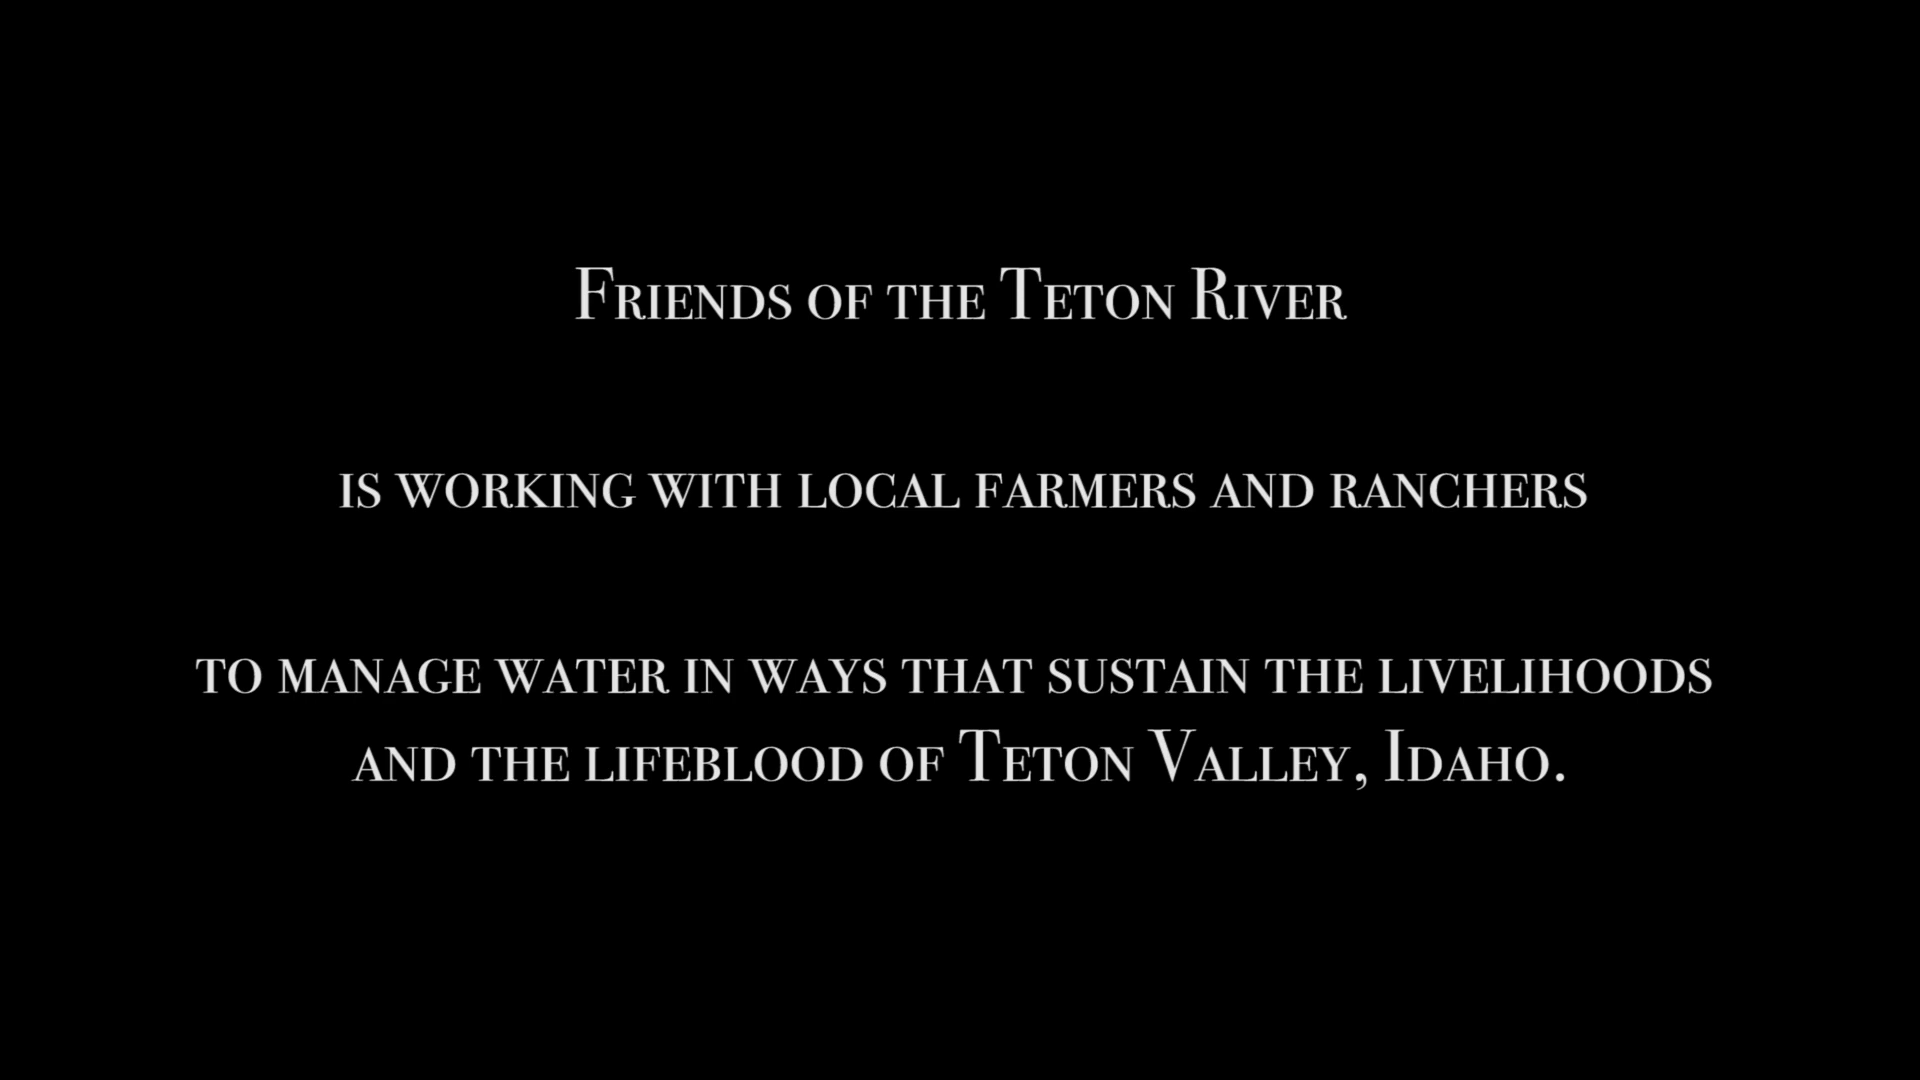 Friends of the Teton River
is working with local farmers and ranchers
to manage water in ways that sustain the livelihoods
and the lifeblood of Teton Valley, Idaho.